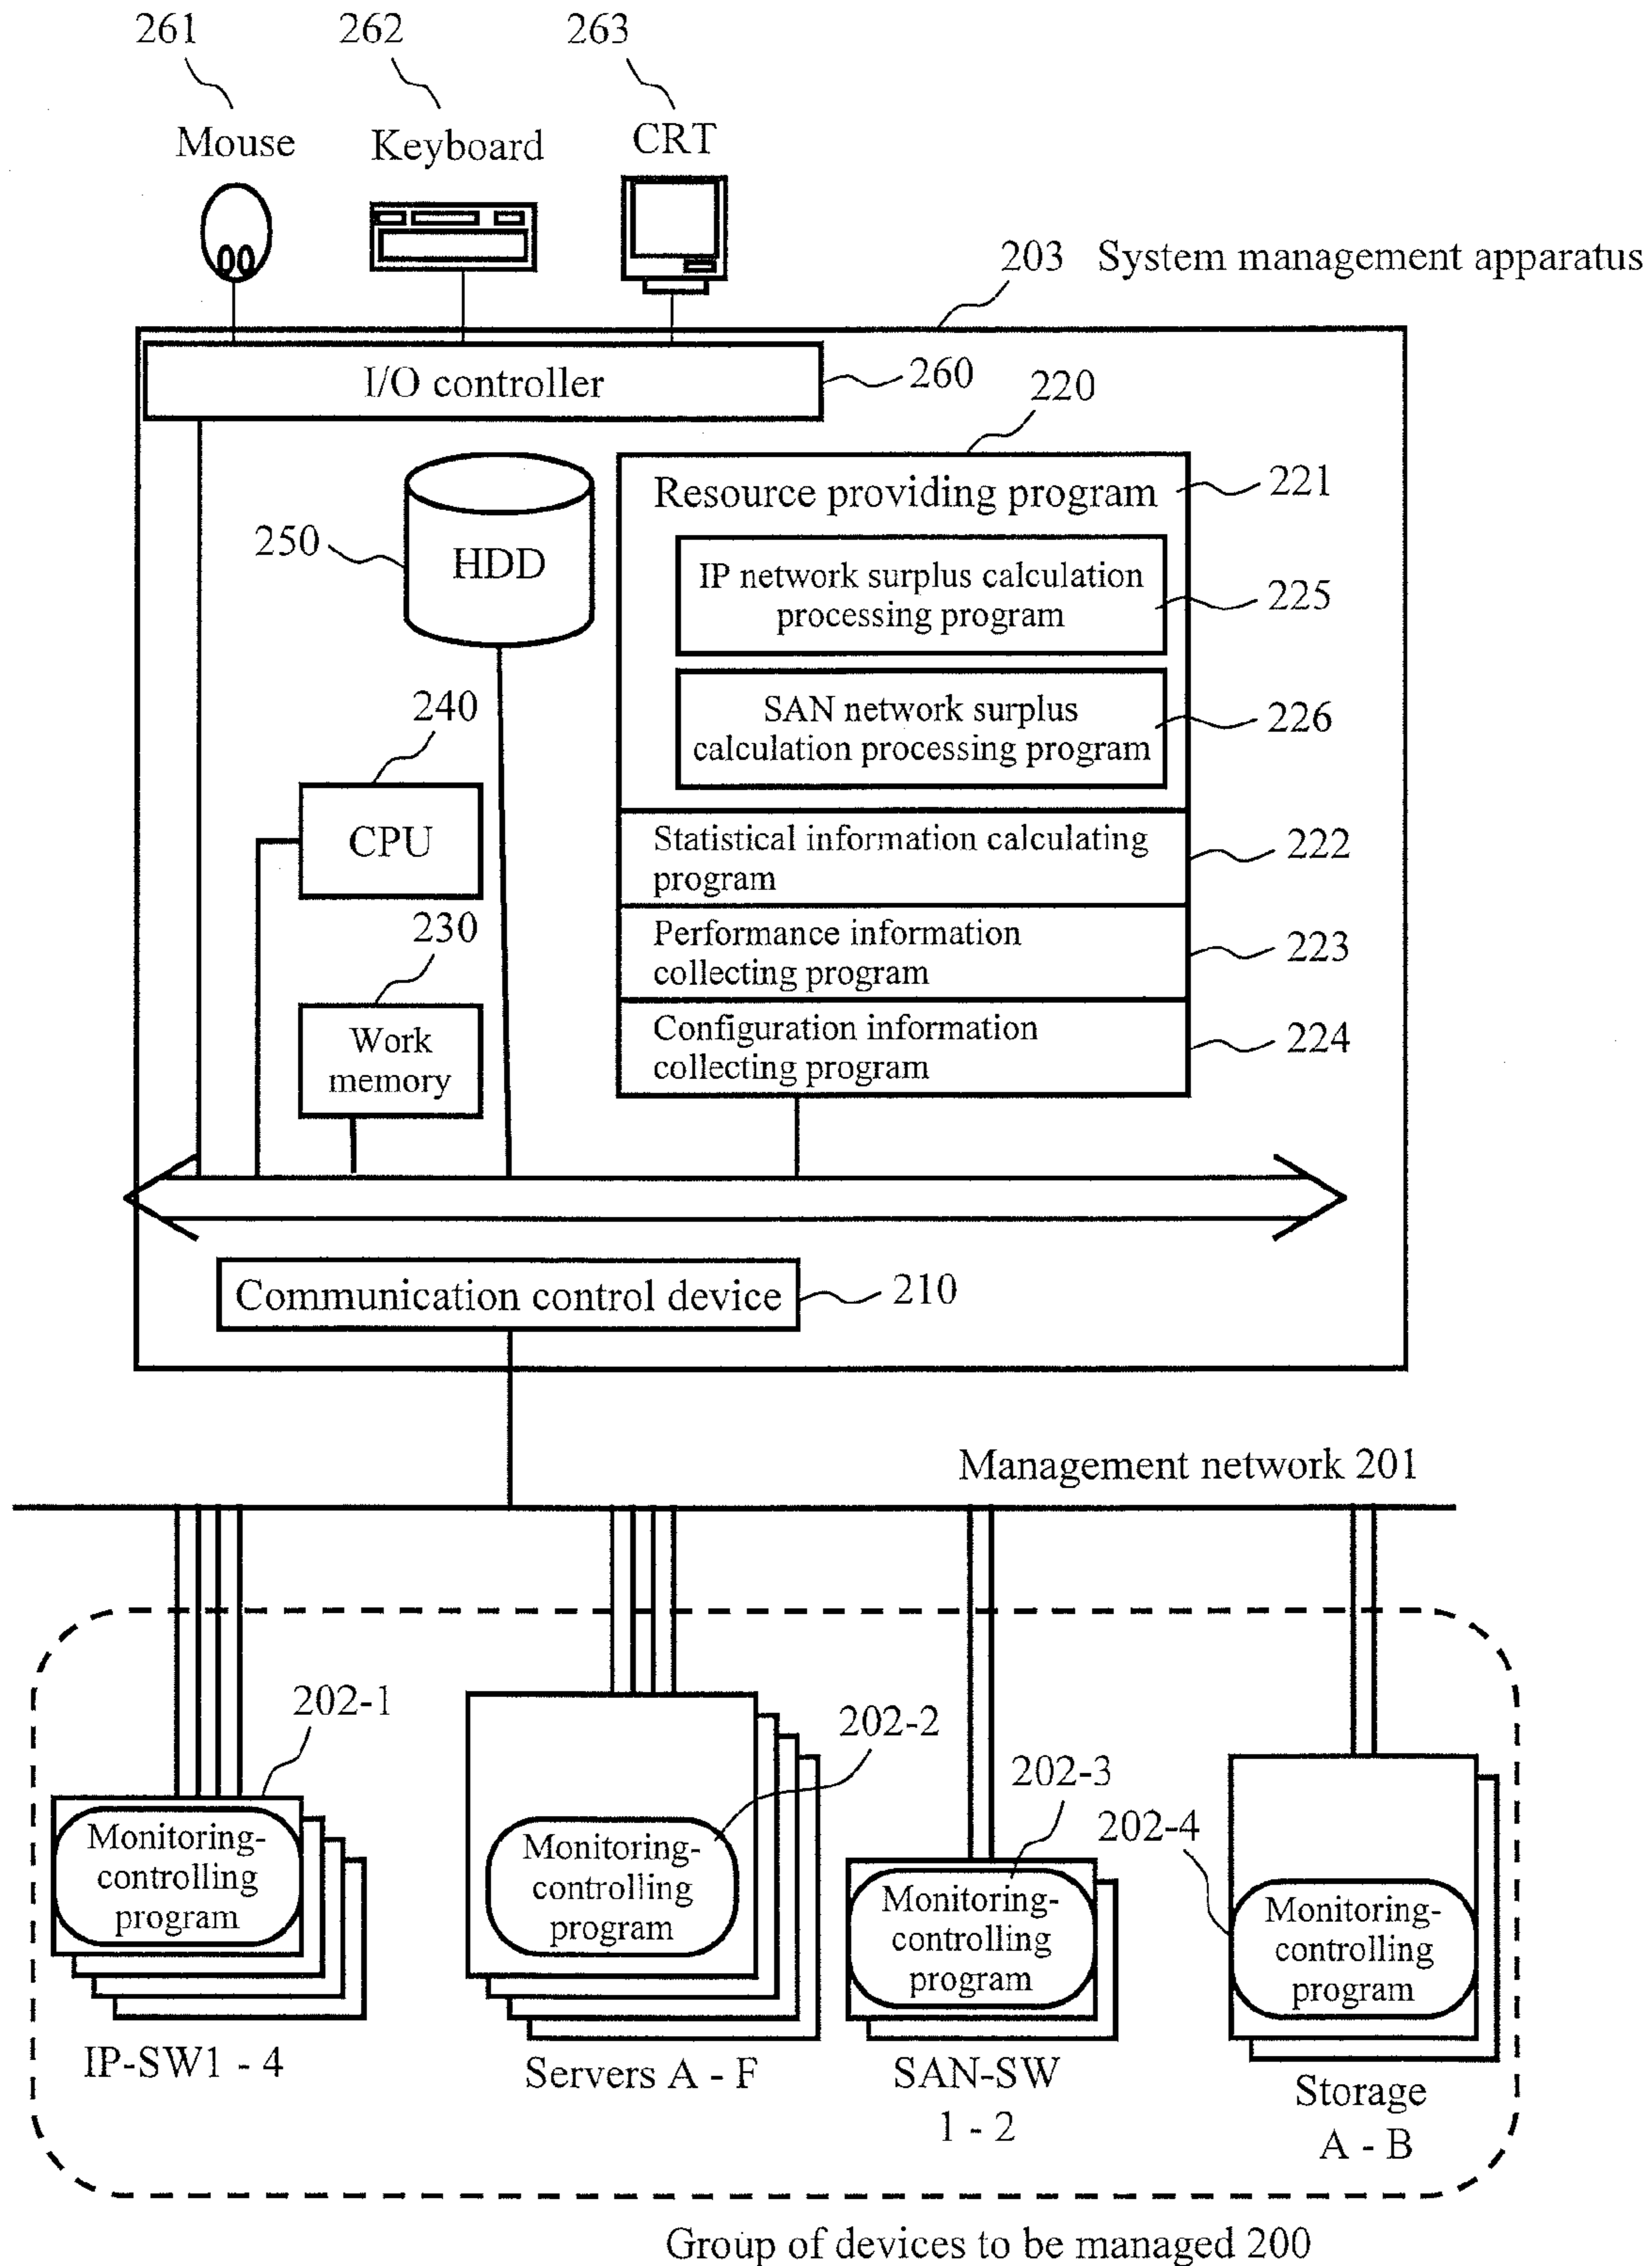 261
262
263
Mouse
Keyboard
CRT
203 System management apparatus
I/O controller
260
220
Resource providing program
221
250
HDD
IP network surplus calculation
processing program
225
240
SAN network surplus
calculation processing program
226
CPU
Statistical information calculating
program
222
230
Performance information
collecting program
223
Work
memory
Configuration information
collecting program
224
Communication control device
210
Management network 201
202-1
202-2
202-3
202-4
Monitoring-
controlling
program
Monitoring-
controlling
program
Monitoring-
controlling
program
Monitoring-
controlling
program
IP-SW1 - 4
Servers A - F
SAN-SW
1 - 2
Storage
A - B
Group of devices to be managed 200